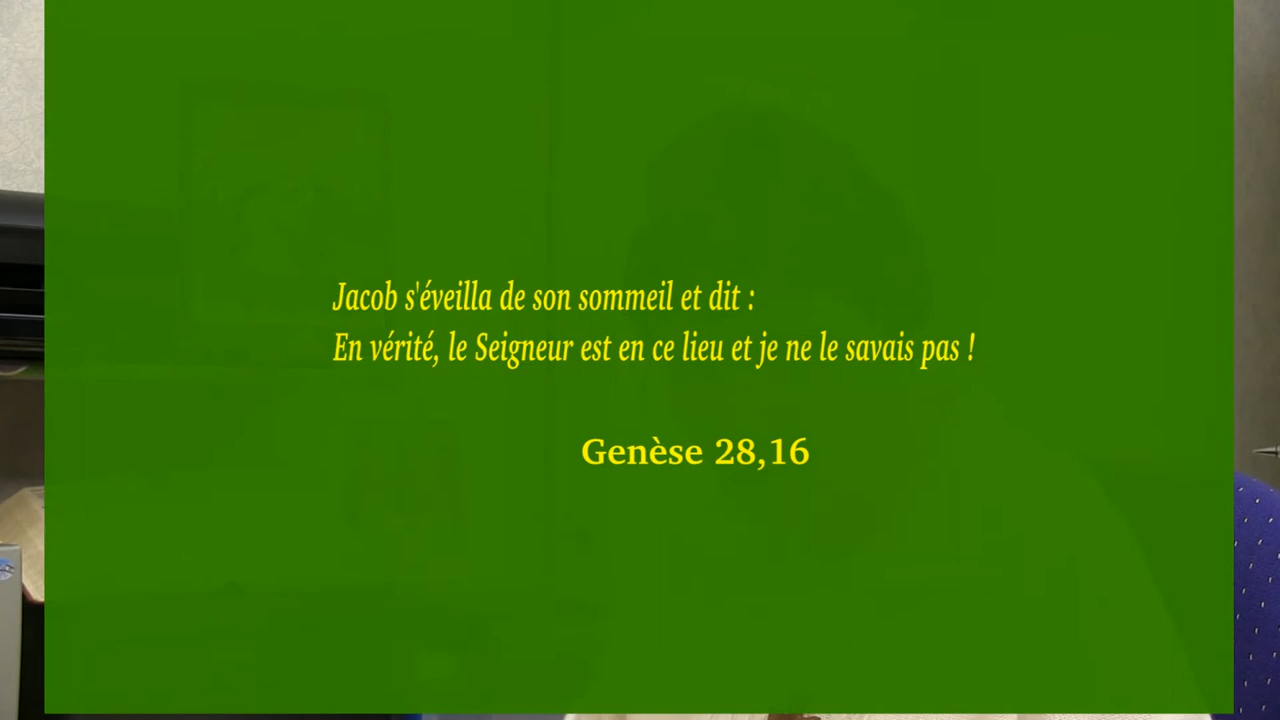 Jacob s'éveilla de son sommeil et dit :
En vérité, le Seigneur est en ce lieu et je ne le savais pas !
Genèse 28,16